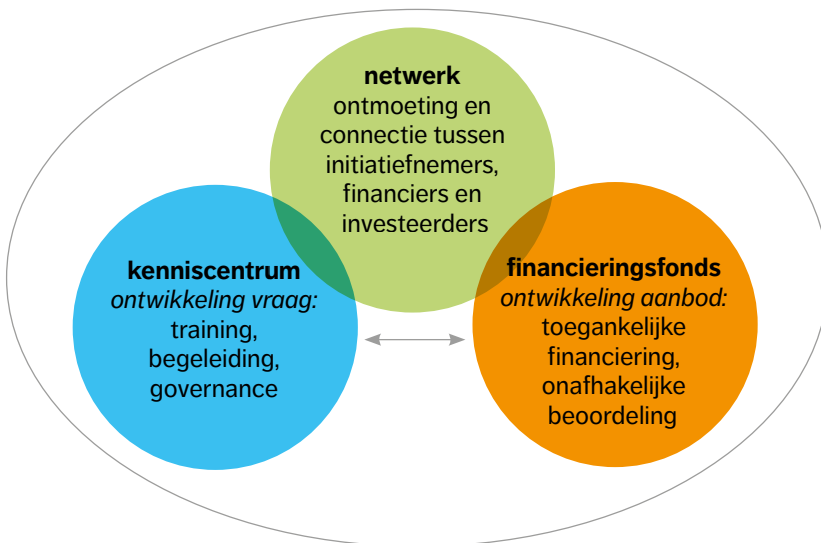 netwerk
ontmoeting en
connectie tussen
initiatiefnemers,
financiers en
investeerders
kenniscentrum
ontwikkeling vraag:
training,
begeleiding,
governance
financieringsfonds
ontwikkeling aanbod:
toegankelijke
financiering,
onafhakelijke
beoordeling